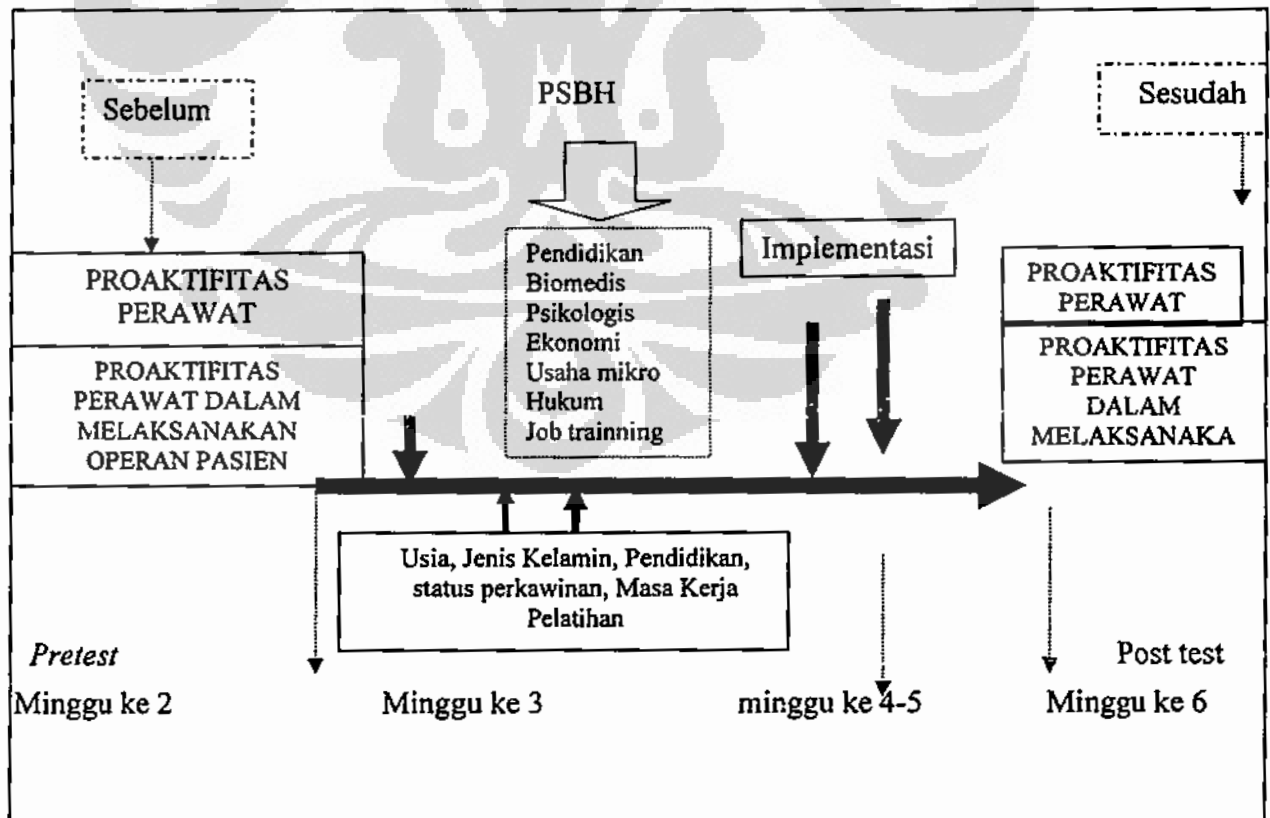 Sebelum
PSBH
Sesudah
PROAKTIFITAS
PERAWAT
PROAKTIFITAS
PERAWAT DALAM
MELAKSANAKAN
OPERAN PASIEN
Pendidikan
Biomedis
Psikologis
Ekonomi
Usaha mikro
Hukum
Job trainning
Implementasi
PROAKTIFITAS
PERAWAT
PROAKTIFITAS
PERAWAT
DALAM
MELAKSANAKA
Usia, Jenis Kelamin, Pendidikan,
status perkawinan, Masa Kerja
Pelatihan
Pretest
Post test
Minggu ke 2
Minggu ke 3
minggu ke 4-5
Minggu ke 6